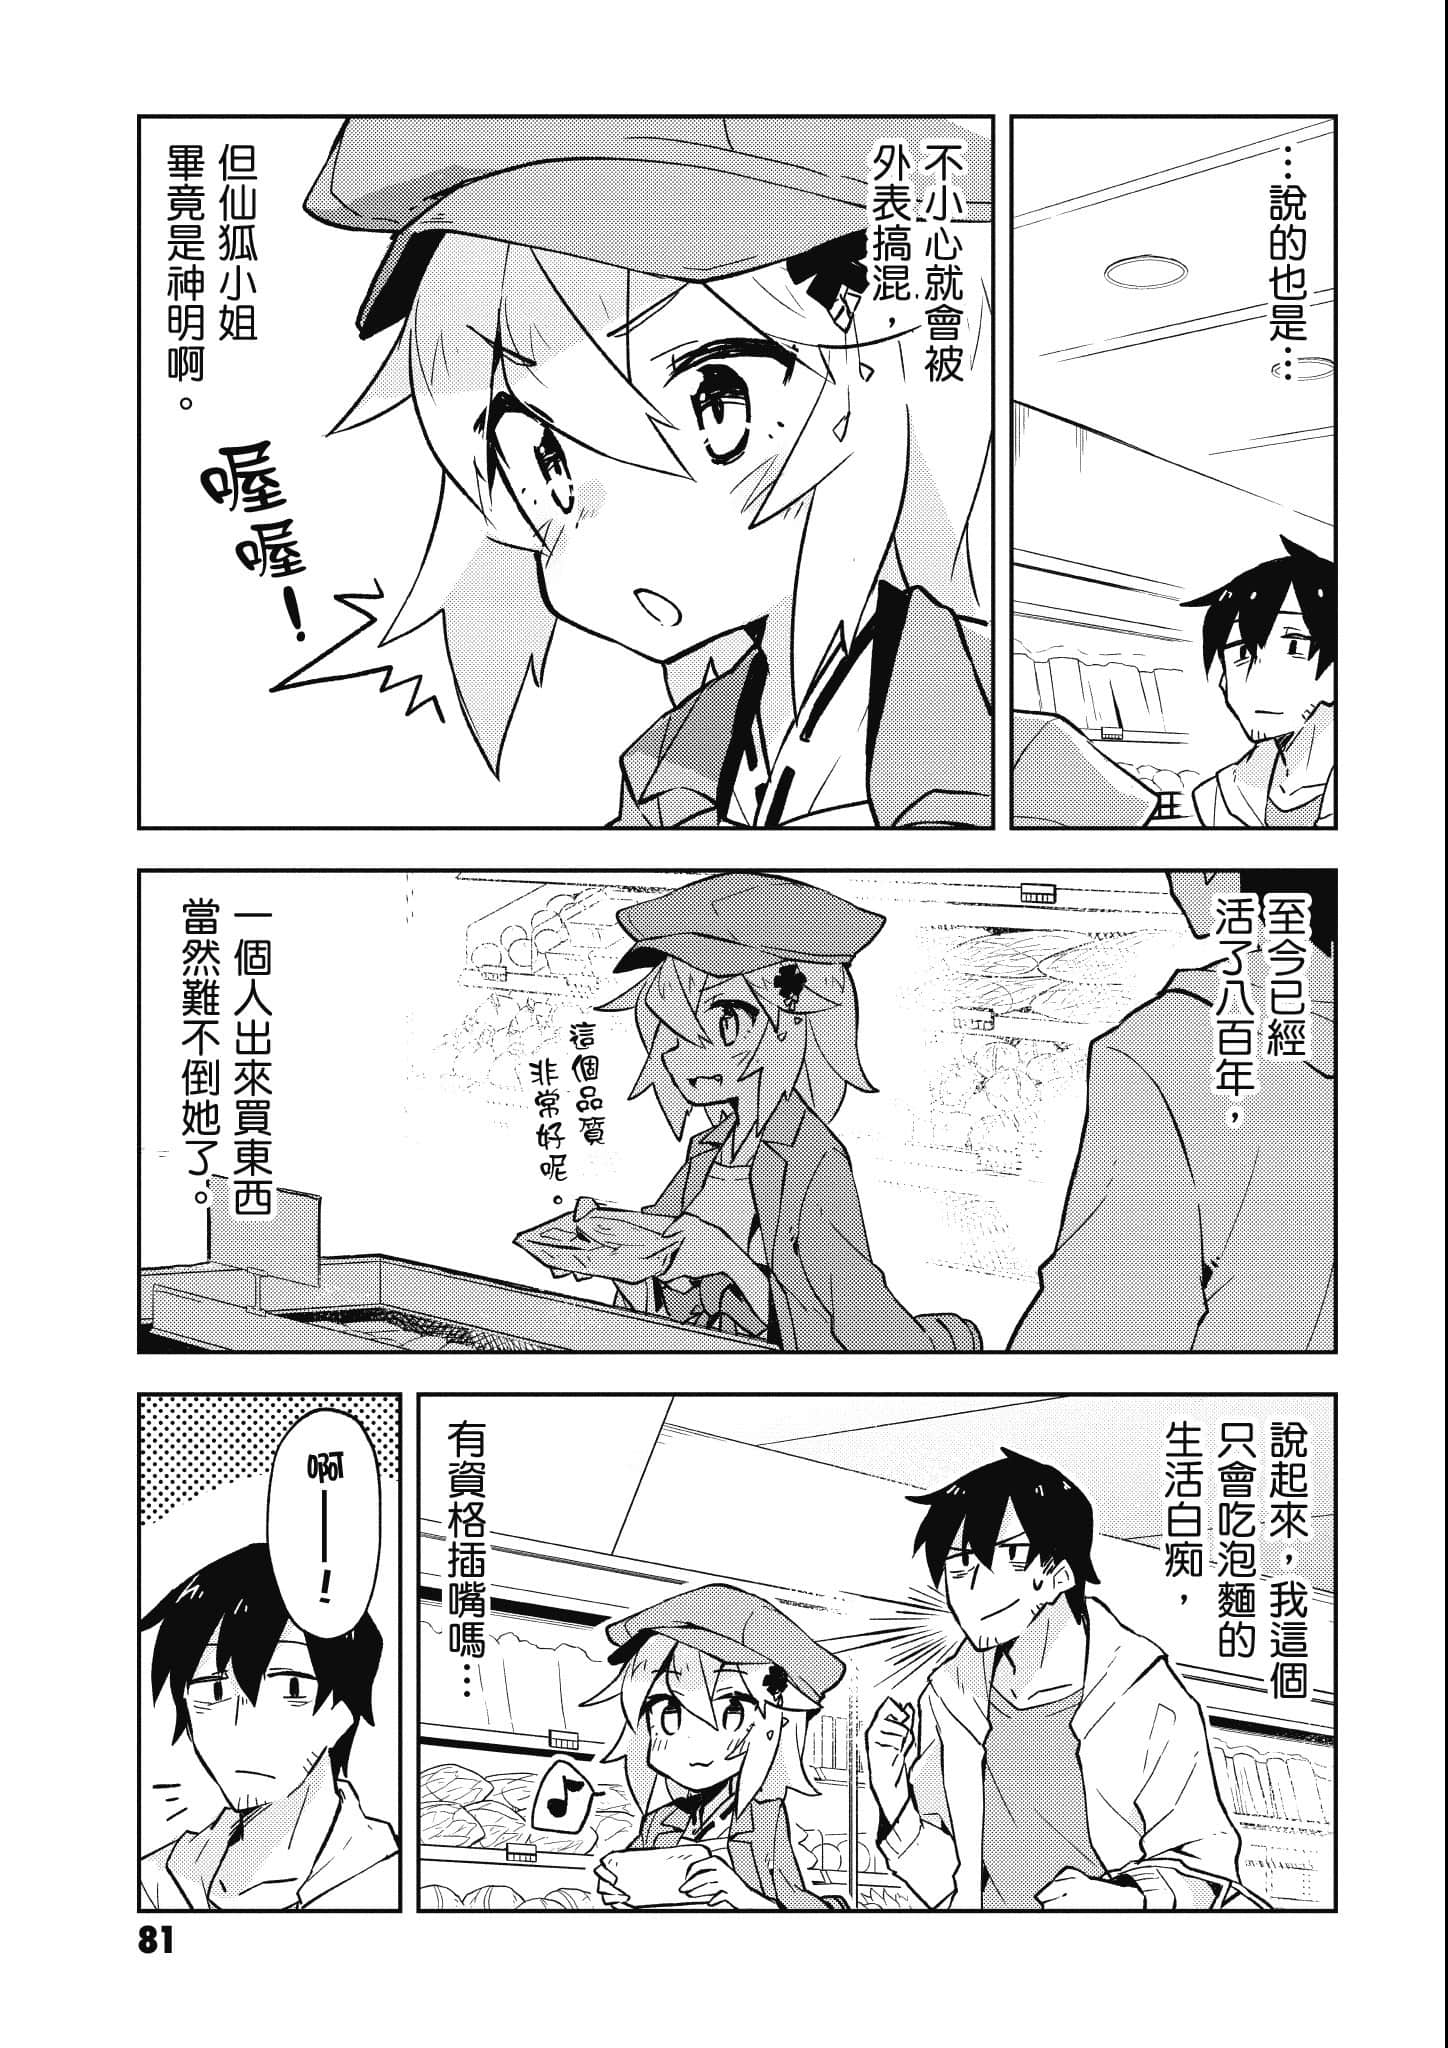 …說的也是…
不小心就會被
外表搞混，
但仙狐小姐
畢竟是神明啊。
喔
喔！
至今已經
活了八百年，
這個品質
非常好呢。
一個人出來買東西
當然難不倒她了。
說起來，我這個
只會吃泡麵的
生活白痴，
有資格插嘴嗎…
啊——！
81